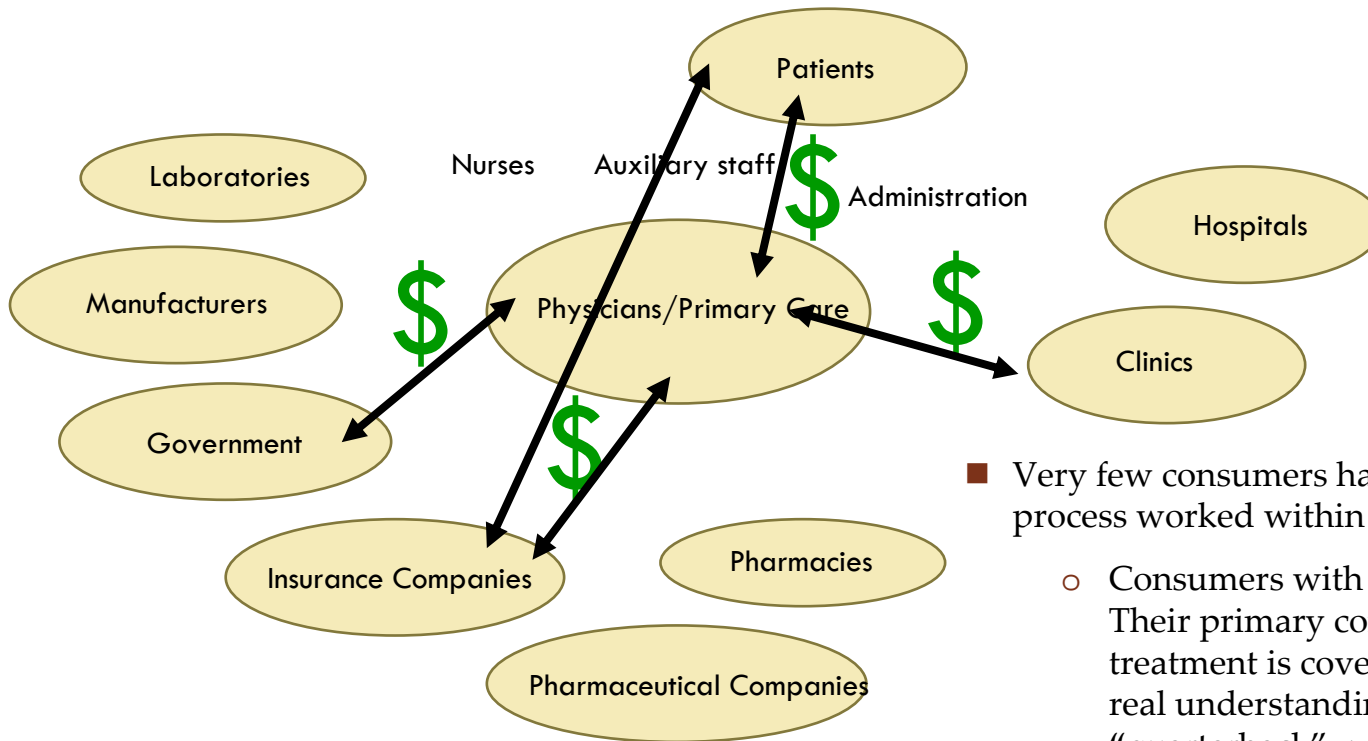 Patients
Nurses
Auxiliary staff
$
Administration
Laboratories
Hospitals
Manufacturers
$
Physicians/Primary Care
$
Clinics
Government
$
Insurance Companies
Pharmacies
Pharmaceutical Companies
■ Very few consumers ha
process worked within
o Consumers with
Their primary co
treatment is cove
real understandin